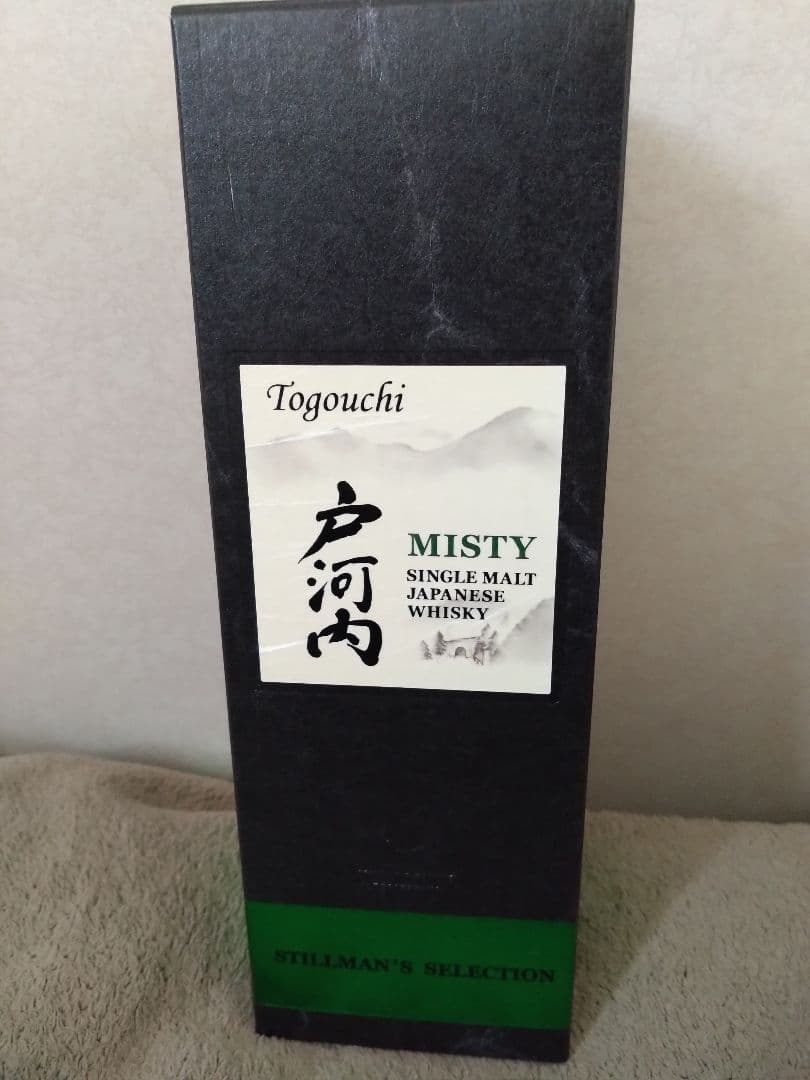 Togouchi
戸河内
MISTY
SINGLE MALT
JAPANESE
WHISKY
STILLMAN'S SELECTION